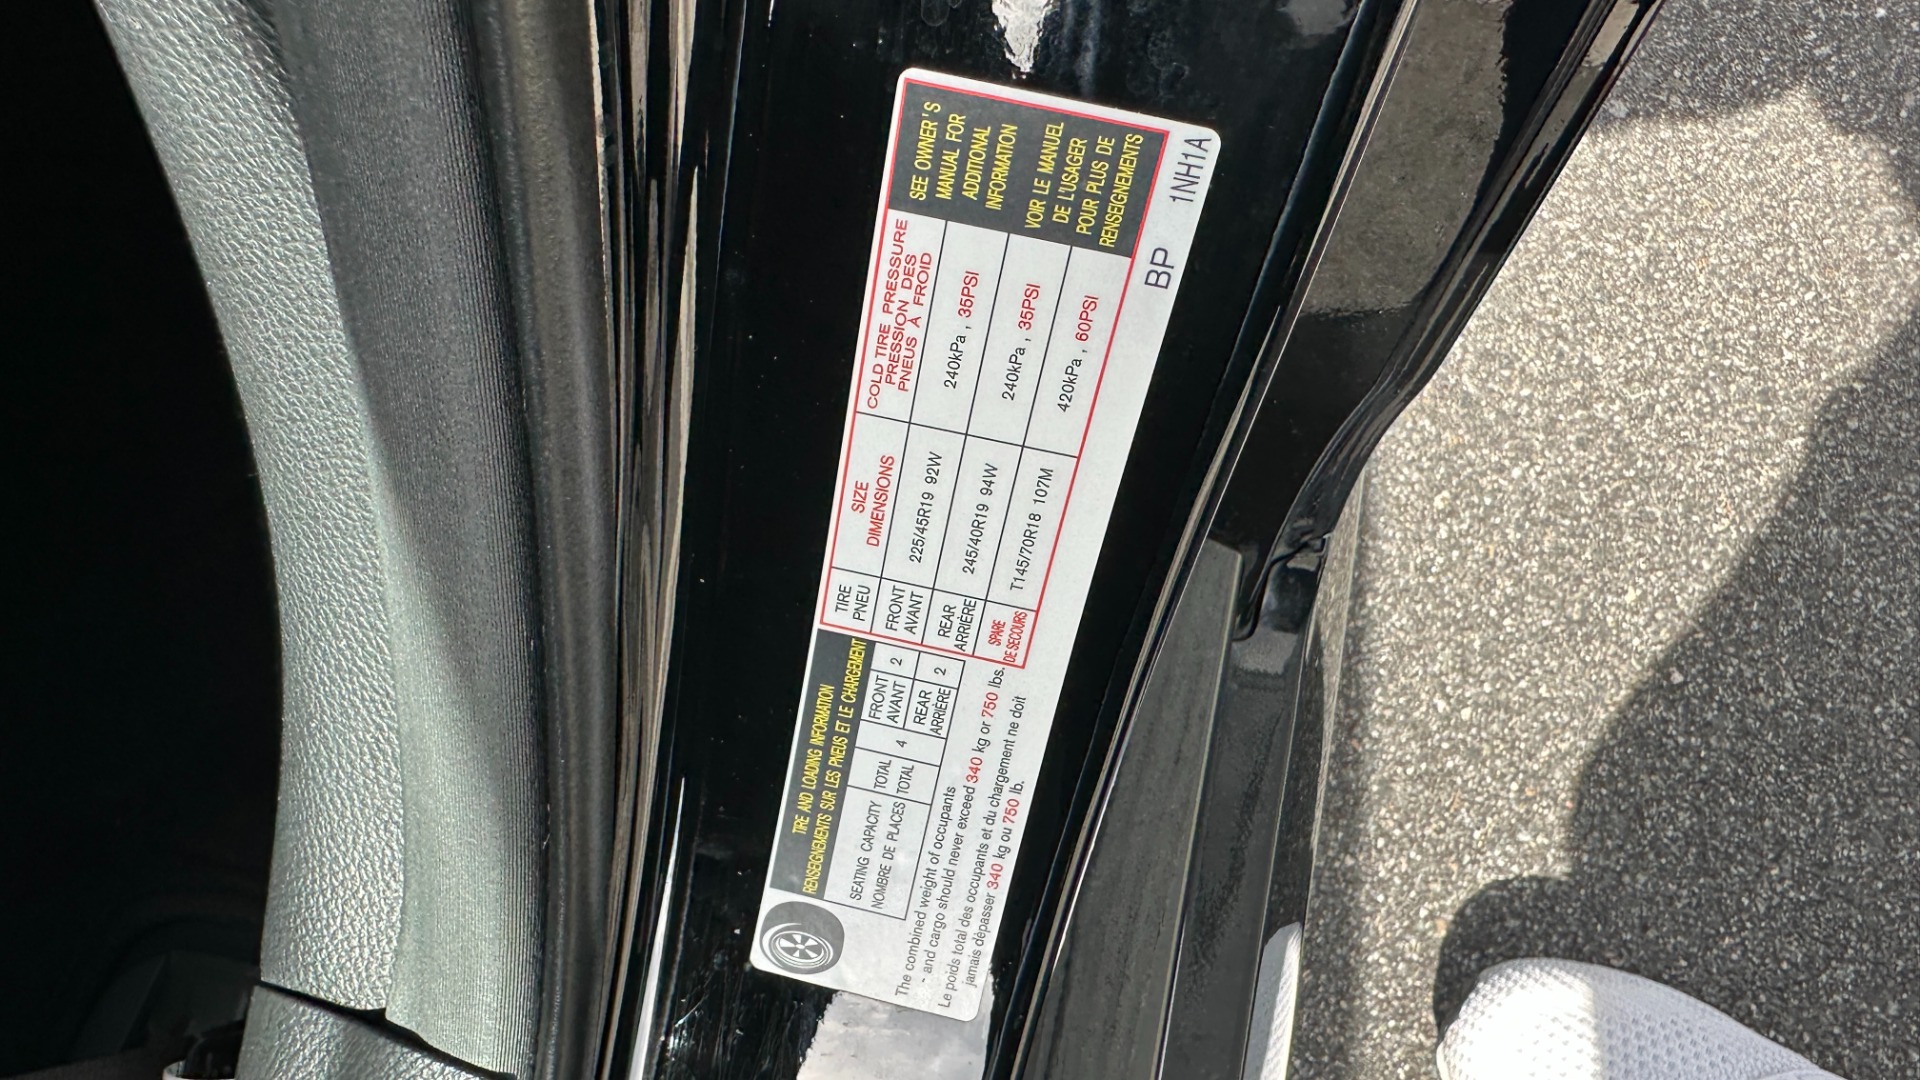 TIRE AND LOADING INFORMATION
RENSEIGNEMENTS SUR LES PNEUS ET LE CHARGEMENT
SEATING CAPACITY
NOMBRE DE PLACES
TOTAL
TOTAL
4
FRONT
AVANT
2
REAR
ARRIÈRE
2
The combined weight of occupants
and cargo should never exceed 340 kg or 750 lbs.
Le poids total des occupants et du chargement ne doit
jamais dépasser 340 kg ou 750 lb.
TIRE
PNEU
SIZE
DIMENSIONS
COLD TIRE PRESSURE
PRESSION DES
PNEUS À FROID
FRONT
AVANT
225/45R19 92W
240kPa , 35PSI
REAR
ARRIÈRE
245/40R19 94W
240kPa , 35PSI
SPARE
DE SECOURS
T145/70R18 107M
420kPa , 60PSI
SEE OWNER'S
MANUAL FOR
ADDITIONAL
INFORMATION
VOIR LE MANUEL
DE L'USAGER
POUR PLUS DE
RENSEIGNEMENTS
BP 1NH1A